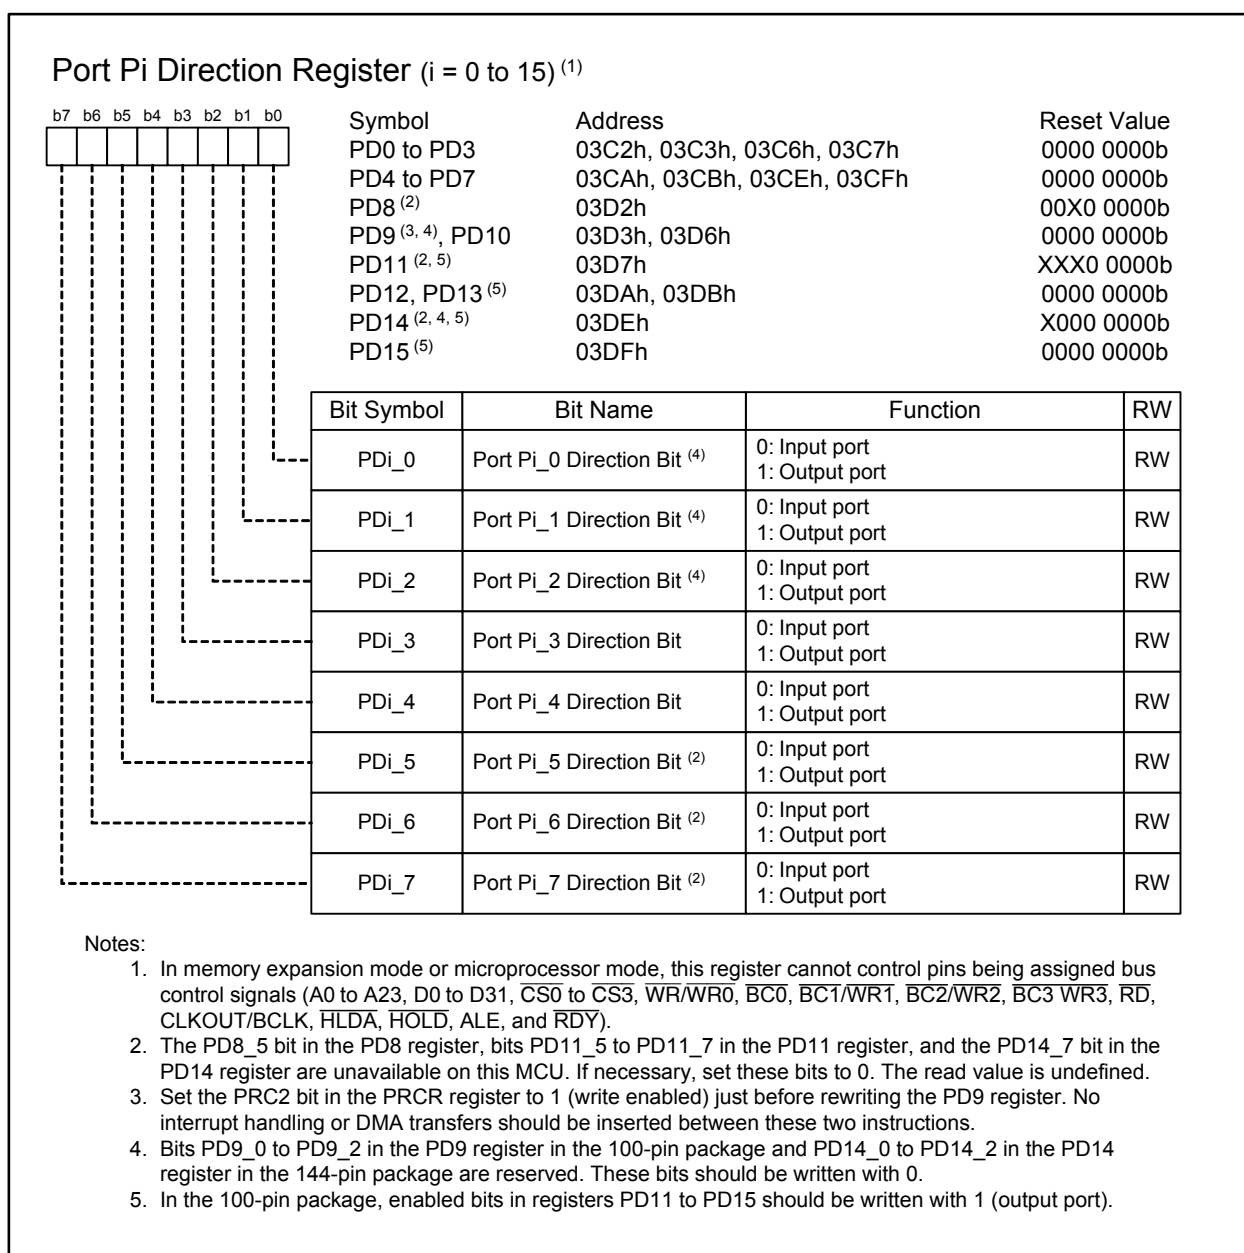 Port Pi Direction Register (i = 0 to 15) (1)
b7 b6 b5 b4 b3 b2 b1 b0
Symbol Address Reset Value
PD0 to PD3 03C2h, 03C3h, 03C6h, 03C7h 0000 0000b
PD4 to PD7 03CAh, 03CBh, 03CEh, 03CFh 0000 0000b
PD8 (2) 03D2h 00X0 0000b
PD9 (3, 4), PD10 03D3h, 03D6h 0000 0000b
PD11 (2, 5) 03D7h XXX0 0000b
PD12, PD13 (5) 03DAh, 03DBh 0000 0000b
PD14 (2, 4, 5) 03DEh X000 0000b
PD15 (5) 03DFh 0000 0000b
Bit Symbol Bit Name Function RW
PDi_0 Port Pi_0 Direction Bit (4) 0: Input port
1: Output port RW
PDi_1 Port Pi_1 Direction Bit (4) 0: Input port
1: Output port RW
PDi_2 Port Pi_2 Direction Bit (4) 0: Input port
1: Output port RW
PDi_3 Port Pi_3 Direction Bit 0: Input port
1: Output port RW
PDi_4 Port Pi_4 Direction Bit 0: Input port
1: Output port RW
PDi_5 Port Pi_5 Direction Bit (2) 0: Input port
1: Output port RW
PDi_6 Port Pi_6 Direction Bit (2) 0: Input port
1: Output port RW
PDi_7 Port Pi_7 Direction Bit (2) 0: Input port
1: Output port RW
Notes:
1. In memory expansion mode or microprocessor mode, this register cannot control pins being assigned bus
control signals (A0 to A23, D0 to D31, CS0 to CS3, WR/WR0, BC0, BC1/WR1, BC2/WR2, BC3 WR3, RD,
CLKOUT/BCLK, HLDA, HOLD, ALE, and RDY).
2. The PD8_5 bit in the PD8 register, bits PD11_5 to PD11_7 in the PD11 register, and the PD14_7 bit in the
PD14 register are unavailable on this MCU. If necessary, set these bits to 0. The read value is undefined.
3. Set the PRC2 bit in the PRCR register to 1 (write enabled) just before rewriting the PD9 register. No
interrupt handling or DMA transfers should be inserted between these two instructions.
4. Bits PD9_0 to PD9_2 in the PD9 register in the 100-pin package and PD14_0 to PD14_2 in the PD14
register in the 144-pin package are reserved. These bits should be written with 0.
5. In the 100-pin package, enabled bits in registers PD11 to PD15 should be written with 1 (output port).